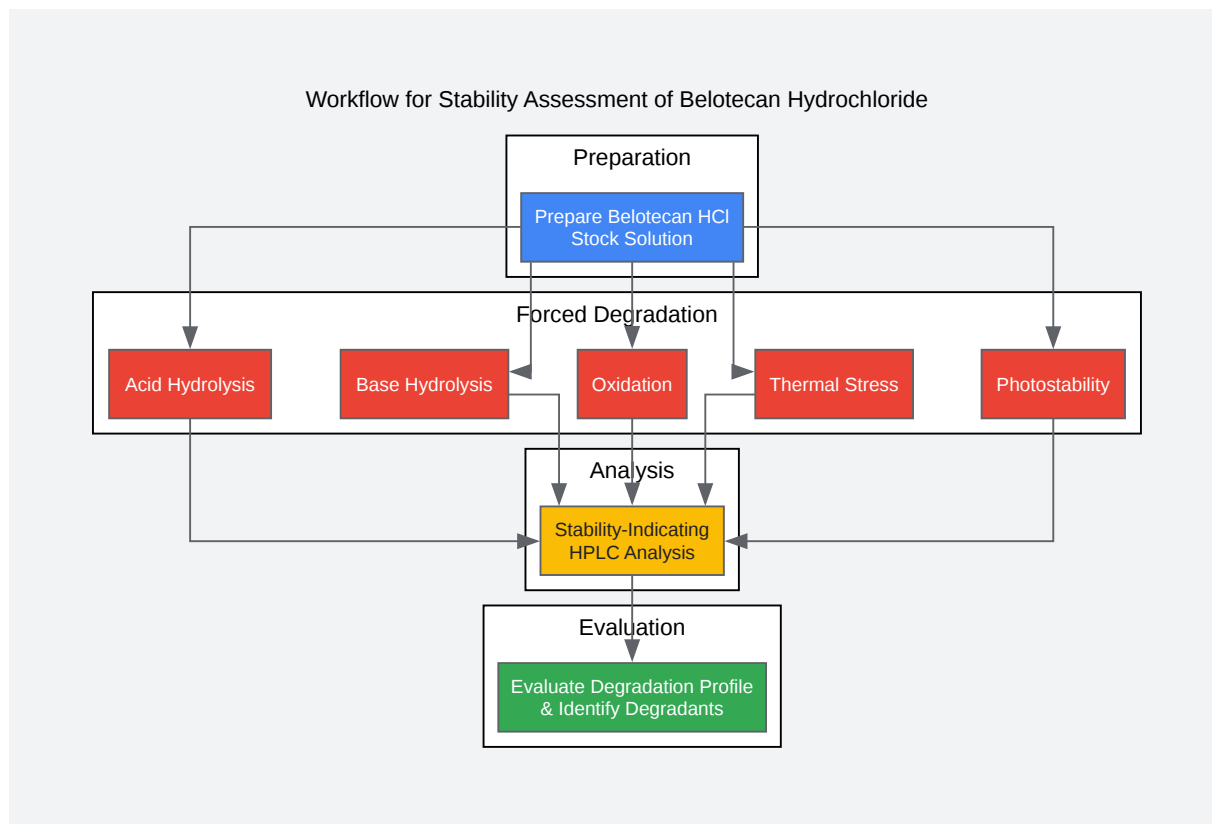 Workflow for Stability Assessment of Belotecan Hydrochloride
Preparation
Prepare Belotecan HCl
Stock Solution
Forced Degradation
Acid Hydrolysis
Base Hydrolysis
Oxidation
Thermal Stress
Photostability
Analysis
Stability-Indicating
HPLC Analysis
Evaluation
Evaluate Degradation Profile
& Identify Degradants